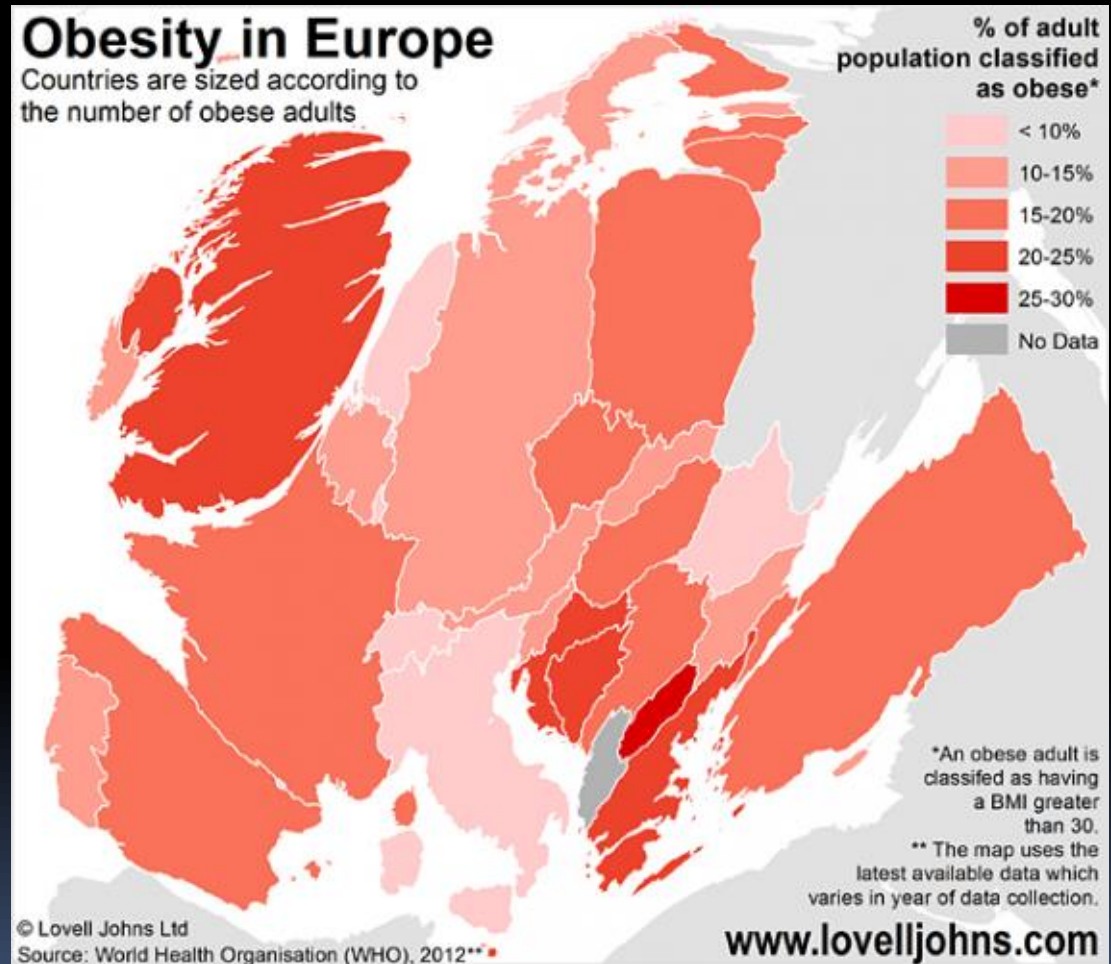 Obesity in Europe
Countries are sized according to
the number of obese adults
% of adult
population classified
as obese*
< 10%
10-15%
15-20%
20-25%
25-30%
No Data
*An obese adult is
classifed as having
a BMI greater
than 30.
** The map uses the
latest available data which
varies in year of data collection.
© Lovell Johns Ltd
Source: World Health Organisation (WHO), 2012**
www.lovelljohns.com